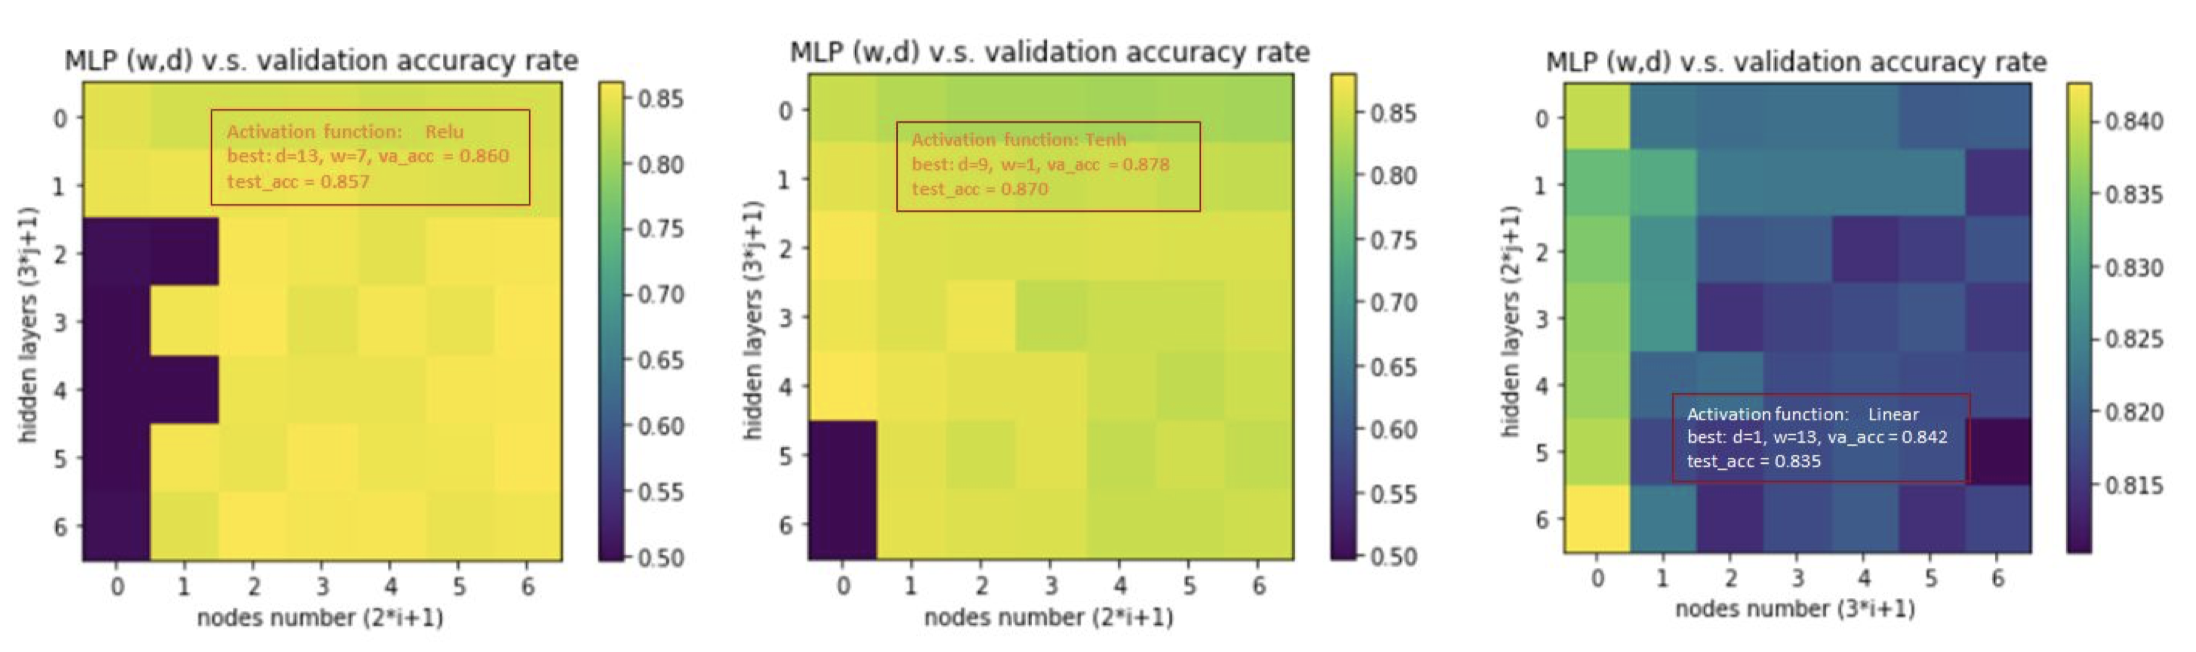 MLP (w,d) v.s. validation accuracy rate
Activation function: Relu
best: d=13, w=7, va_acc = 0.860
test_acc = 0.857
hidden layers (3*j+1)
0
1
2
3
4
5
6
0 1 2 3 4 5 6
nodes number (2*i+1)
0.85
0.80
0.75
0.70
0.65
0.60
0.55
0.50
MLP (w,d) v.s. validation accuracy rate
Activation function: Tenh
best: d=9, w=1, va_acc = 0.878
test_acc = 0.870
hidden layers (3*j+1)
0
1
2
3
4
5
6
0 1 2 3 4 5 6
nodes number (2*i+1)
0.85
0.80
0.75
0.70
0.65
0.60
0.55
0.50
MLP (w,d) v.s. validation accuracy rate
hidden layers (2*j+1)
0
1
2
3
4
5
6
Activation function: Linear
best: d=1, w=13, va_acc = 0.842
test_acc = 0.835
0 1 2 3 4 5 6
nodes number (3*i+1)
0.840
0.835
0.830
0.825
0.820
0.815